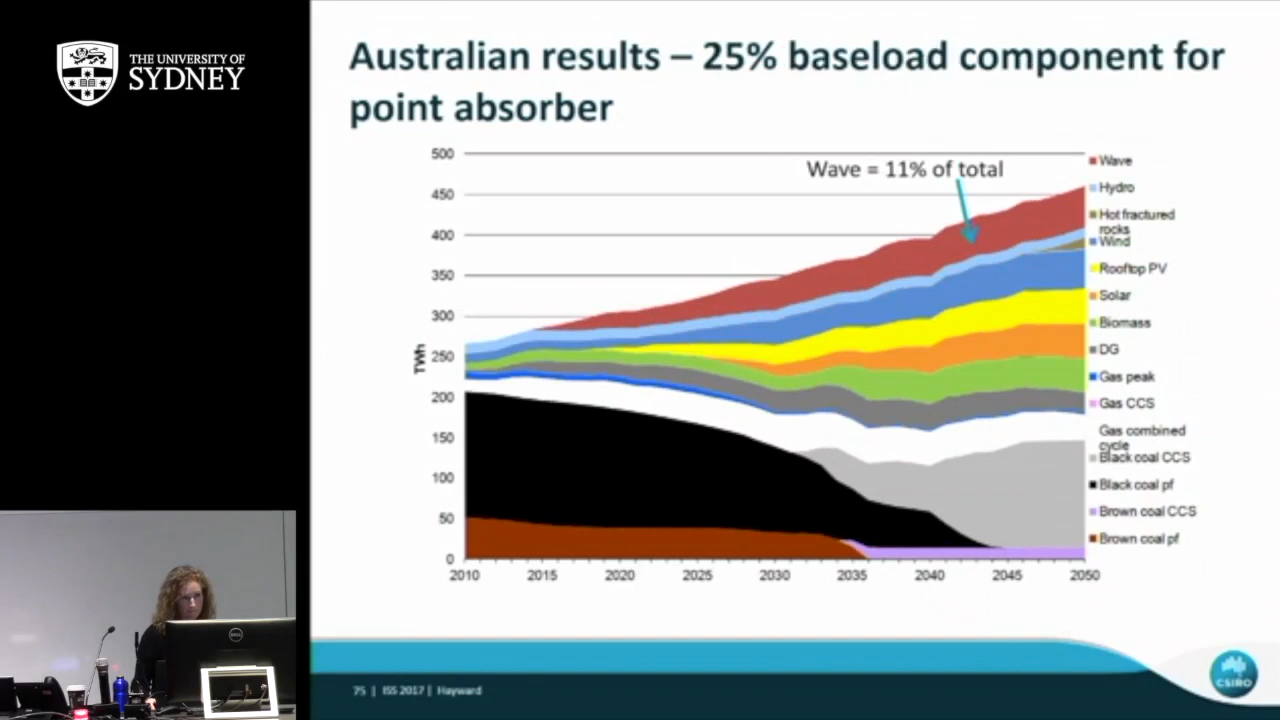 THE UNIVERSITY OF
SYDNEY
Australian results – 25% baseload component for
point absorber
Wave = 11% of total
TWh
500
450
400
350
300
250
200
150
100
50
0
2010
2015
2020
2025
2030
2035
2040
2045
2050
Wave
Hydro
Hot fractured
rocks
Wind
Rooftop PV
Solar
Biomass
DG
Gas peak
Gas CCS
Gas combined
cycle
Black coal CCS
Black coal pf
Brown coal CCS
Brown coal pf
DELL
75 | ISS 2017 | Hayward
CSIRO